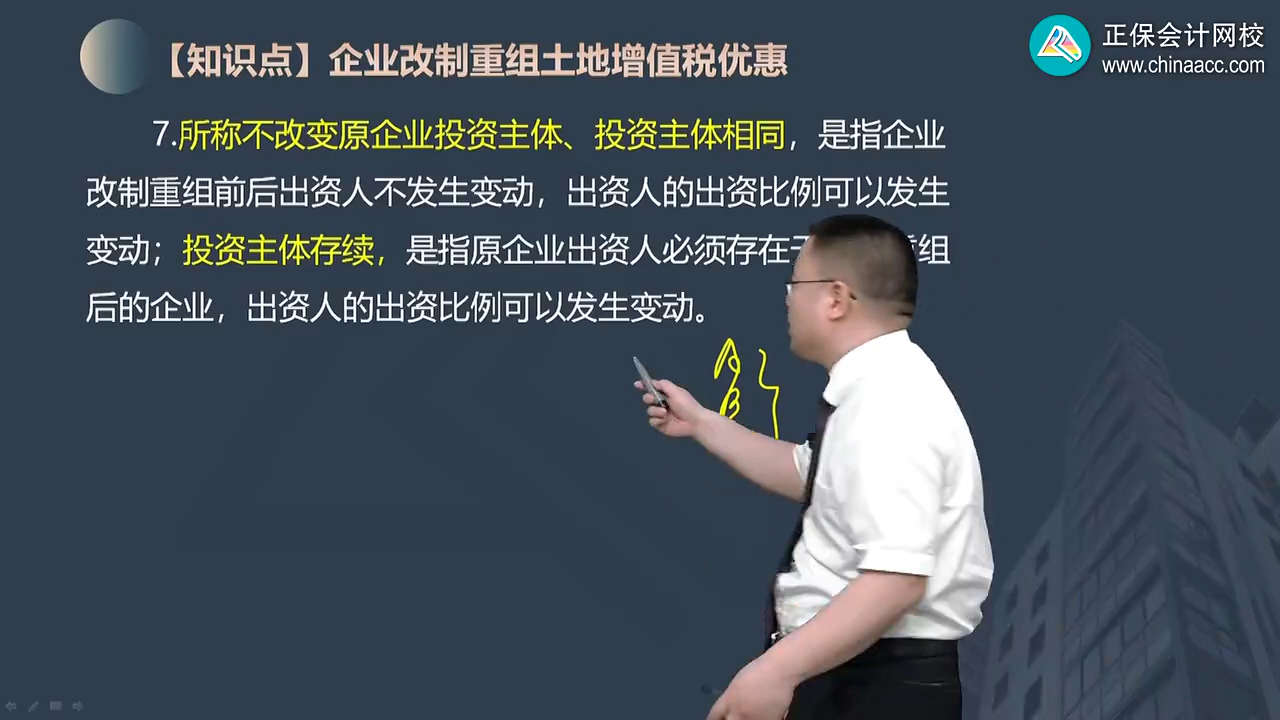 【知识点】企业改制重组土地增值税优惠
正保会计网校
www.chinaacc.com
7.所称不改变原企业投资主体、投资主体相同，是指企业
改制重组前后出资人不发生变动，出资人的出资比例可以发生
变动；投资主体存续，是指原企业出资人必须存在于 重组
后的企业，出资人的出资比例可以发生变动。